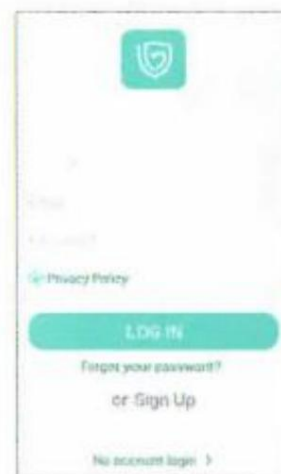 Privacy Policy
LOG IN
Forgot your password?
or Sign Up
No account login >